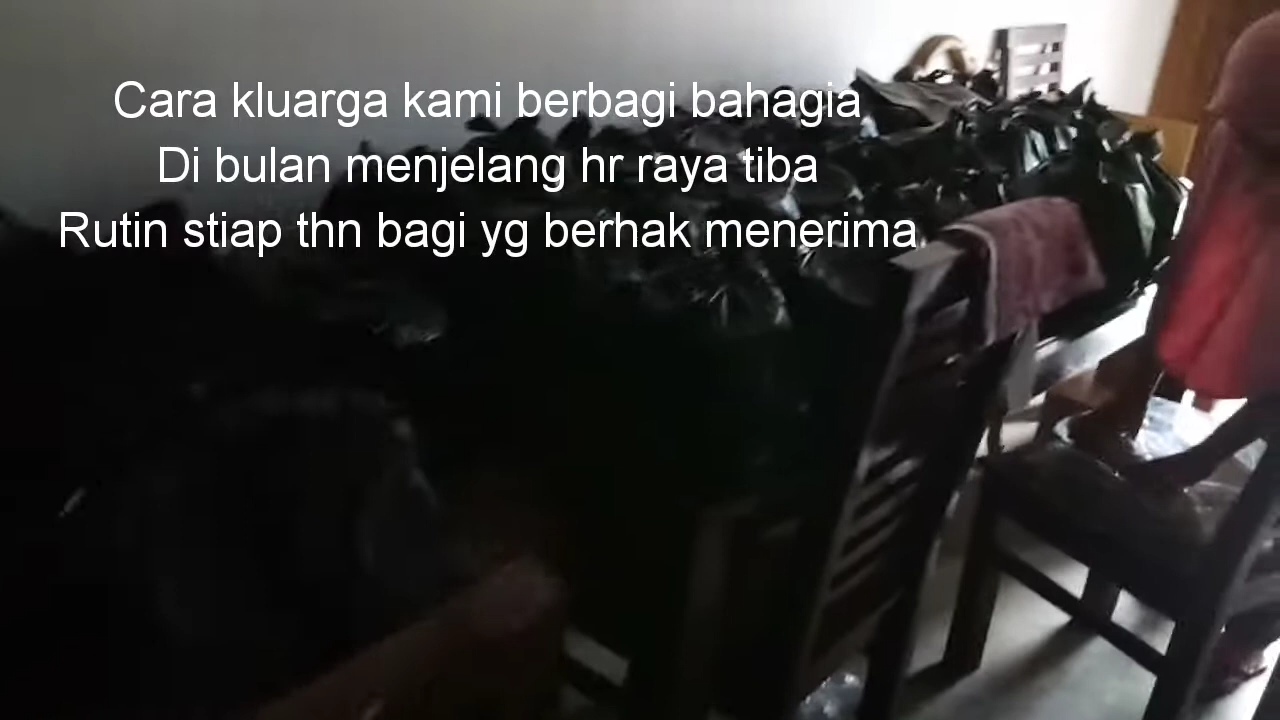 Cara kluarga kami berbagi bahagia
Di bulan menjelang hr raya tiba
Rutin stiap thn bagi yg berhak menerima.